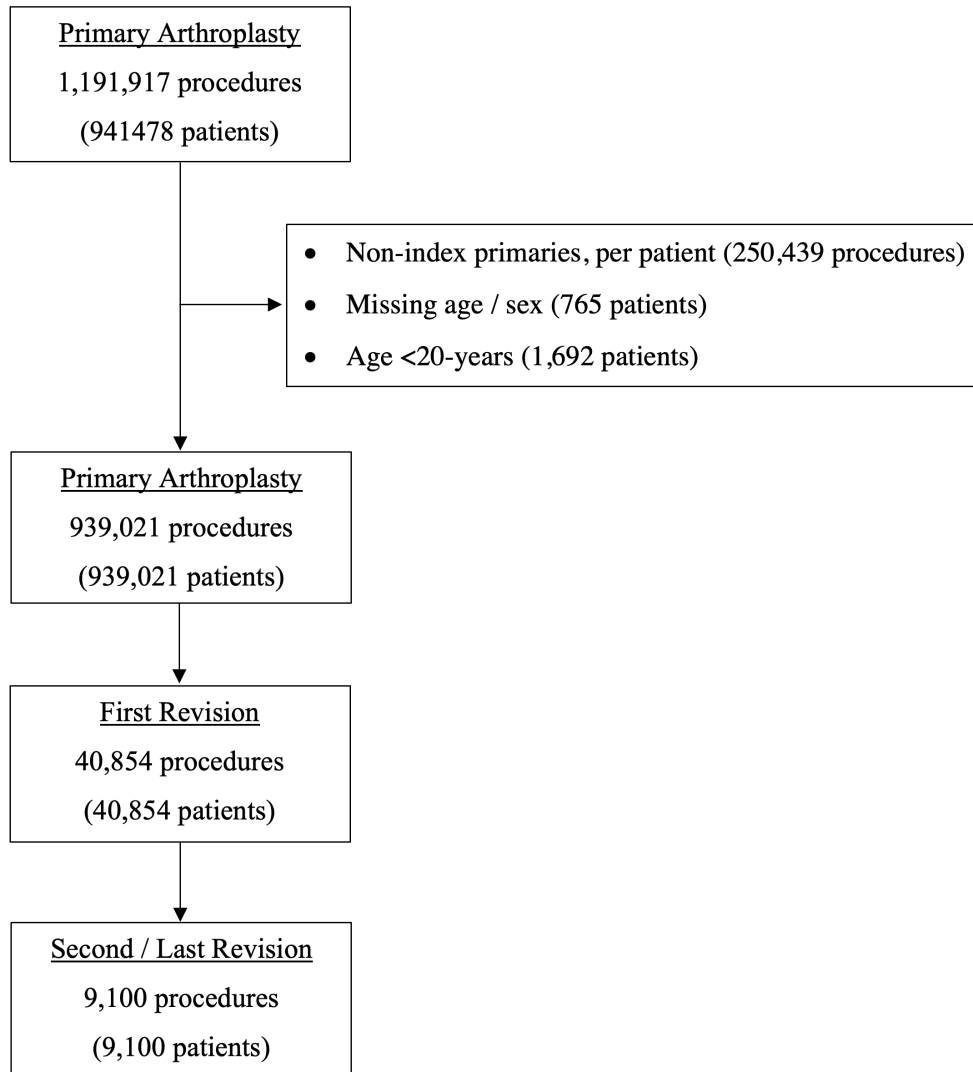 Primary Arthroplasty
1,191,917 procedures
(941478 patients)
• Non-index primaries, per patient (250,439 procedures)
• Missing age / sex (765 patients)
• Age <20-years (1,692 patients)
Primary Arthroplasty
939,021 procedures
(939,021 patients)
First Revision
40,854 procedures
(40,854 patients)
Second / Last Revision
9,100 procedures
(9,100 patients)